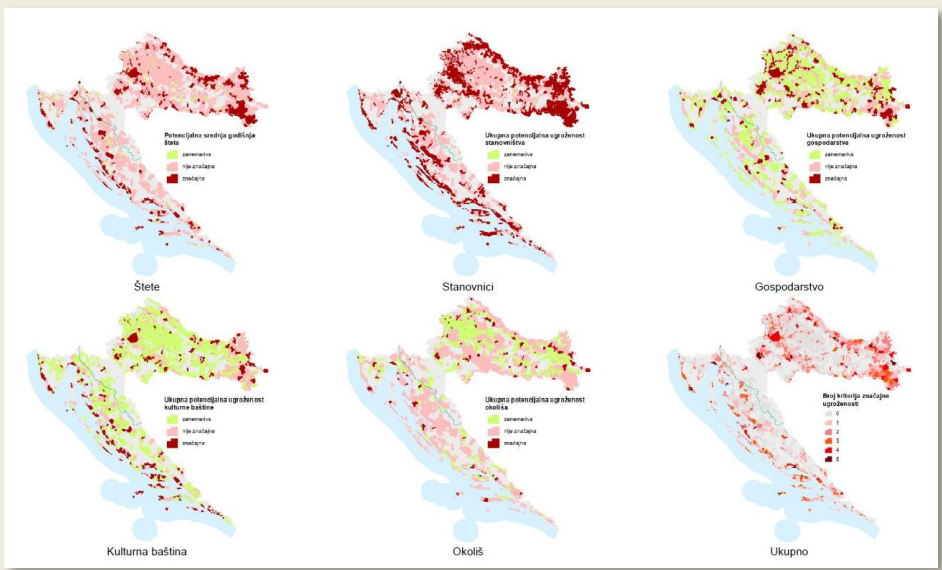 Potencijalna srednja godišnja
šteta
zanemariva
nije značajna
značajna
Štete
Ukupna potencijalna ugroženost
stanovništva
zanemariva
nije značajna
značajna
Stanovnici
Ukupna potencijalna ugroženost
gospodarstva
zanemariva
nije značajna
značajna
Gospodarstvo
Ukupna potencijalna ugroženost
kulturne baštine
zanemariva
nije značajna
značajna
Kulturna baština
Ukupna potencijalna ugroženost
okoliša
zanemariva
nije značajna
značajna
Okoliš
Broj kriterija značajne
ugroženosti
0
1
2
3
4
5
Ukupno